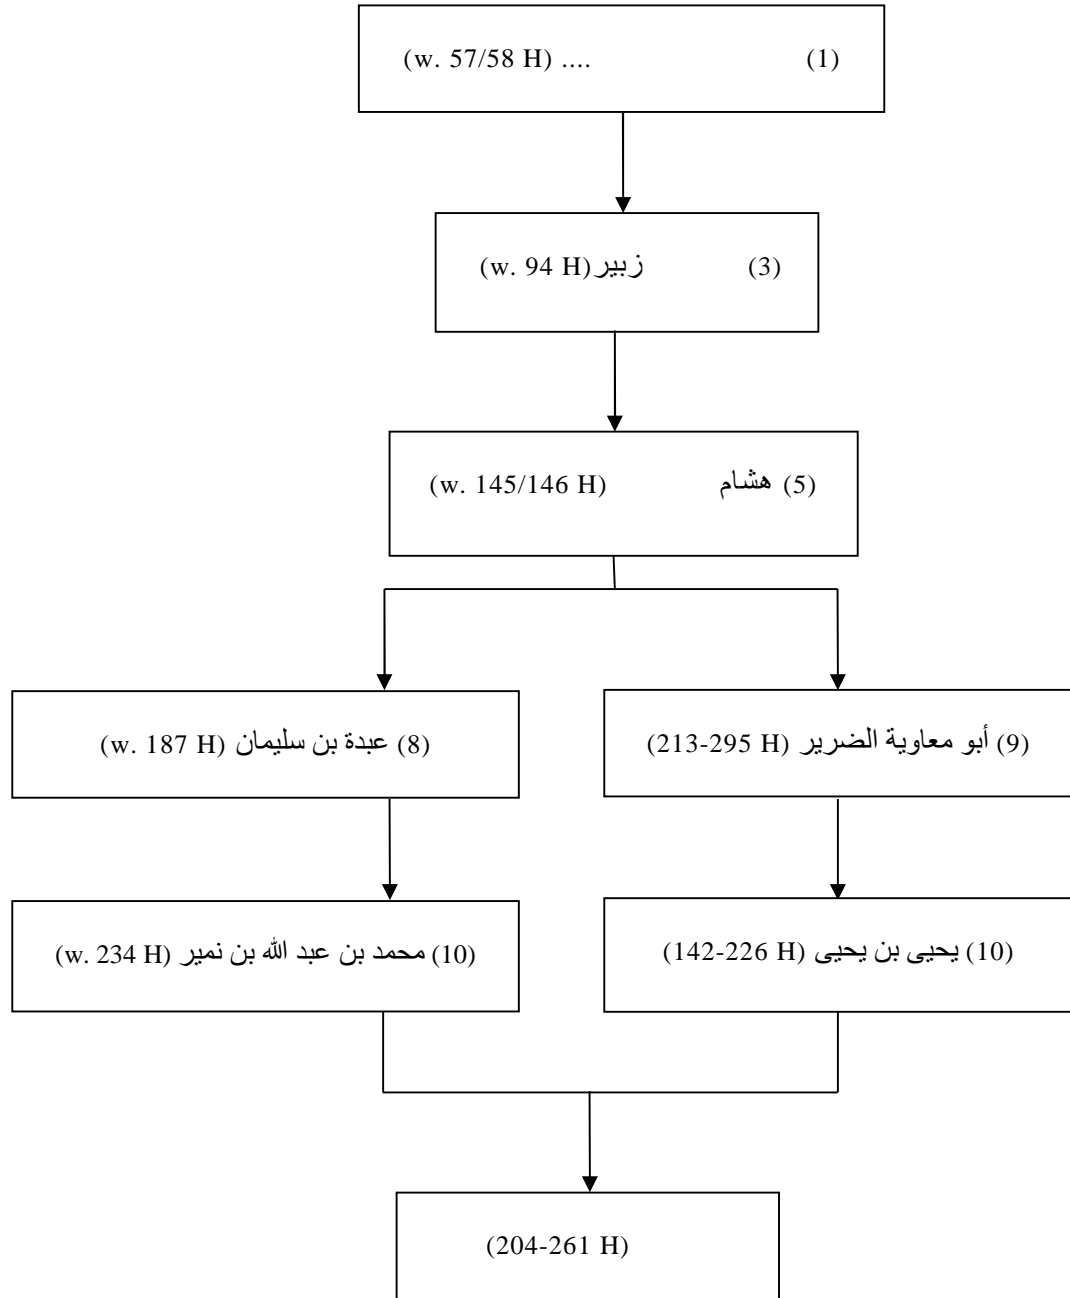 (w. 57/58 H) .... (1)
(3) زبير (w. 94 H)
(5) هشام (w. 145/146 H)
(8) عبدة بن سليمان (w. 187 H)
(9) أبو معاوية الضرير (213-295 H)
(10) محمد بن عبد الله بن نمير (w. 234 H)
(10) يحيى بن يحيى (142-226 H)
(204-261 H)